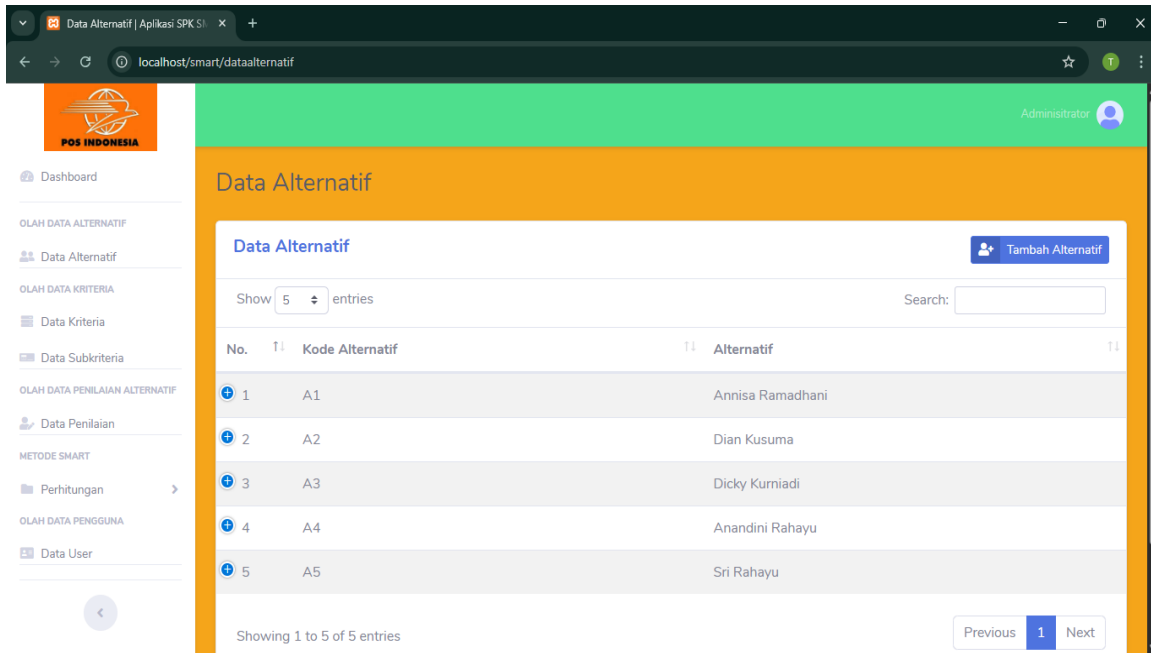 Data Alternatif | Aplikasi SPK SM
localhost/smart/dataalternatif
T
POS INDONESIA
Adminisitrator
Dashboard
OLAH DATA ALTERNATIF
Data Alternatif
OLAH DATA KRITERIA
Data Kriteria
Data Subkriteria
OLAH DATA PENILAIAN ALTERNATIF
Data Penilaian
METODE SMART
Perhitungan
OLAH DATA PENGGUNA
Data User
Data Alternatif
Data Alternatif
Tambah Alternatif
Show 5 entries Search:
No. Kode Alternatif Alternatif
1 A1 Annisa Ramadhani
2 A2 Dian Kusuma
3 A3 Dicky Kurniadi
4 A4 Anandini Rahayu
5 A5 Sri Rahayu
Showing 1 to 5 of 5 entries Previous 1 Next